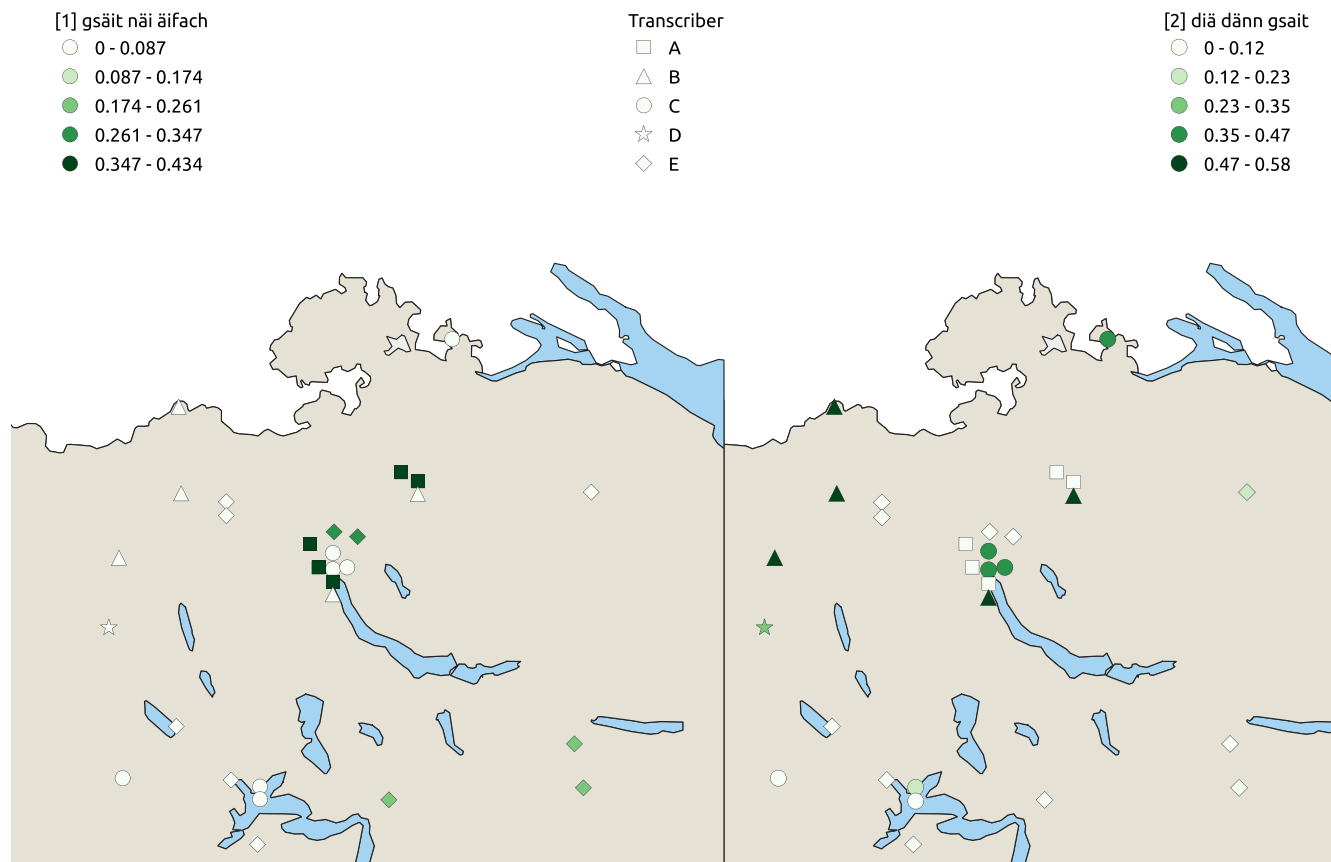 [1] gsäit näi äifach
0 - 0.087
0.087 - 0.174
0.174 - 0.261
0.261 - 0.347
0.347 - 0.434
Transcriber
A
B
C
D
E
[2] diä dänn gsait
0 - 0.12
0.12 - 0.23
0.23 - 0.35
0.35 - 0.47
0.47 - 0.58